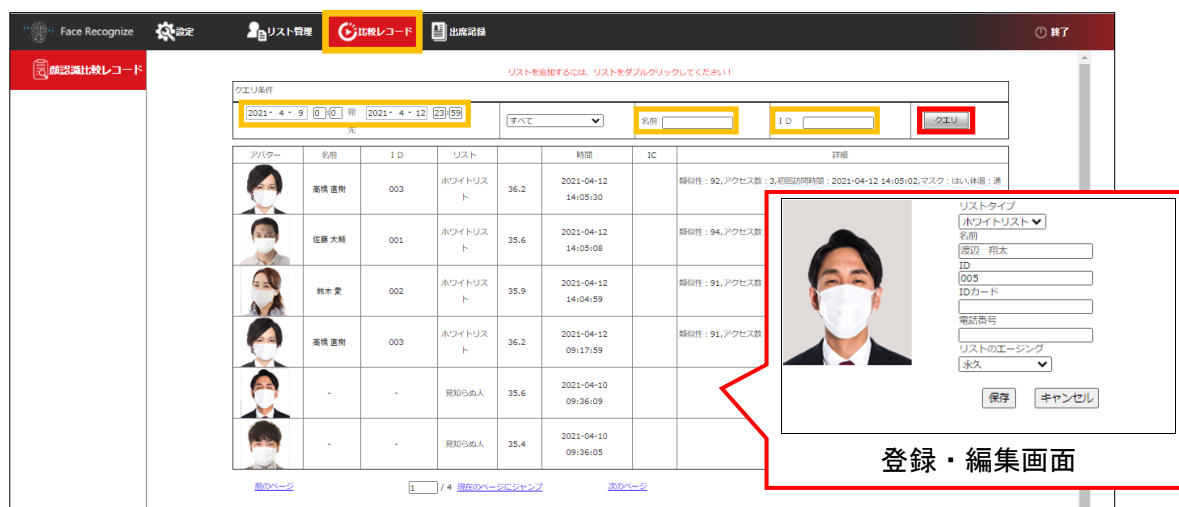 Face Recognize 設定 リスト管理 比較レコード 出席記録 終了
顔認識比較レコード
リストを追加するには、リストをダブルクリックしてください！
クエリ条件
2021- 4 - 9 0:0 宛先 2021- 4 - 12 23:59 すべて 名前 ID クエリ
アバター 名前 ID リスト 時間 IC 詳細
高橋 直樹 003 ホワイトリスト 36.2 2021-04-12 14:05:30 類似性：92,アクセス数：3,初回訪問時間：2021-04-12 14:05:02,マスク：はい,体温：通
佐藤 大輔 001 ホワイトリスト 35.6 2021-04-12 14:05:08 類似性：94,アクセス数
鈴木 愛 002 ホワイトリスト 35.9 2021-04-12 14:04:59 類似性：91,アクセス数
高橋 直樹 003 ホワイトリスト 36.2 2021-04-12 09:17:59 類似性：91,アクセス数
- - 見知らぬ人 35.6 2021-04-10 09:36:09
- - 見知らぬ人 35.4 2021-04-10 09:36:05
前のページ 1 / 4 現在のページにジャンプ 次のページ
リストタイプ
ホワイトリスト
名前
渡辺 翔太
ID
005
IDカード
電話番号
リストのエージング
永久
保存 キャンセル
登録・編集画面